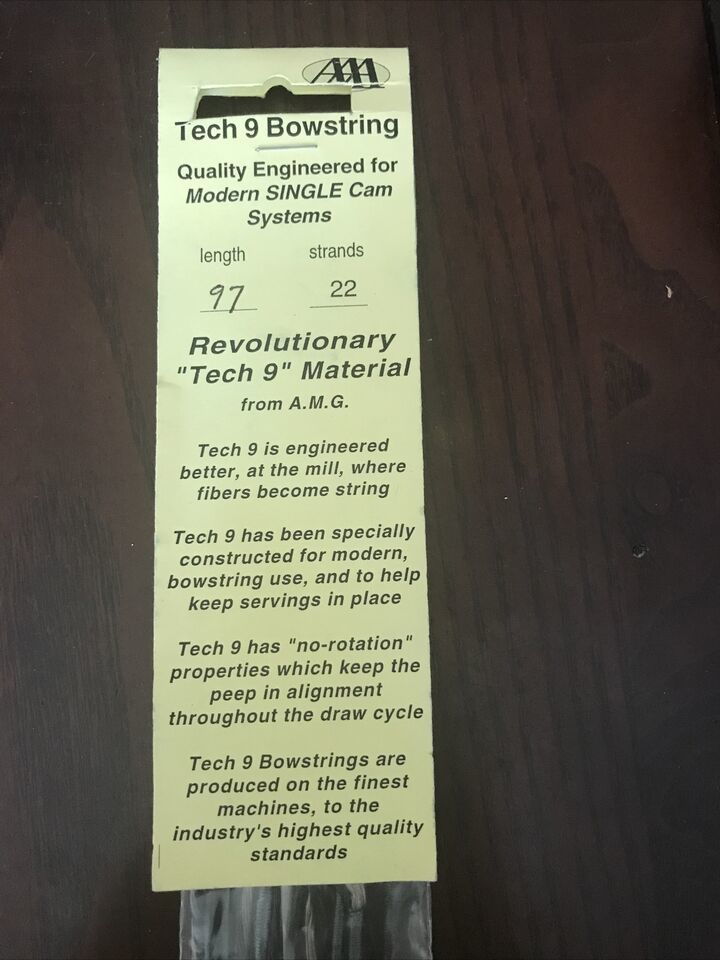 AAA
Tech 9 Bowstring
Quality Engineered for
Modern SINGLE Cam
Systems
length strands
97 22
Revolutionary
"Tech 9" Material
from A.M.G.
Tech 9 is engineered
better, at the mill, where
fibers become string
Tech 9 has been specially
constructed for modern,
bowstring use, and to help
keep servings in place
Tech 9 has "no-rotation"
properties which keep the
peep in alignment
throughout the draw cycle
Tech 9 Bowstrings are
produced on the finest
machines, to the
industry's highest quality
standards